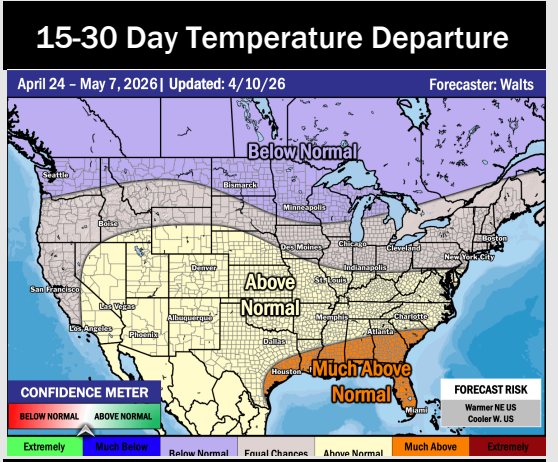 15-30 Day Temperature Departure
April 24 – May 7, 2026| Updated: 4/10/26
Forecaster: Walts
Below Normal
Seattle
Bismarck
Minneapolis
Boise
Boston
Des Moines
Chicago
Cleveland
New York City
Indianapolis
Denver
Above
Normal
St. Louis
San Francisco
Las Vegas
Albuquerque
Memphis
Charlotte
Los Angeles
Phoenix
Atlanta
Dallas
Houston
Much Above
Normal
Miami
CONFIDENCE METER
BELOW NORMAL
ABOVE NORMAL
FORECAST RISK
Warmer NE US
Cooler W. US
Extremely
Much Below
Below Normal
Equal Chances
Above Normal
Much Above
Extremely